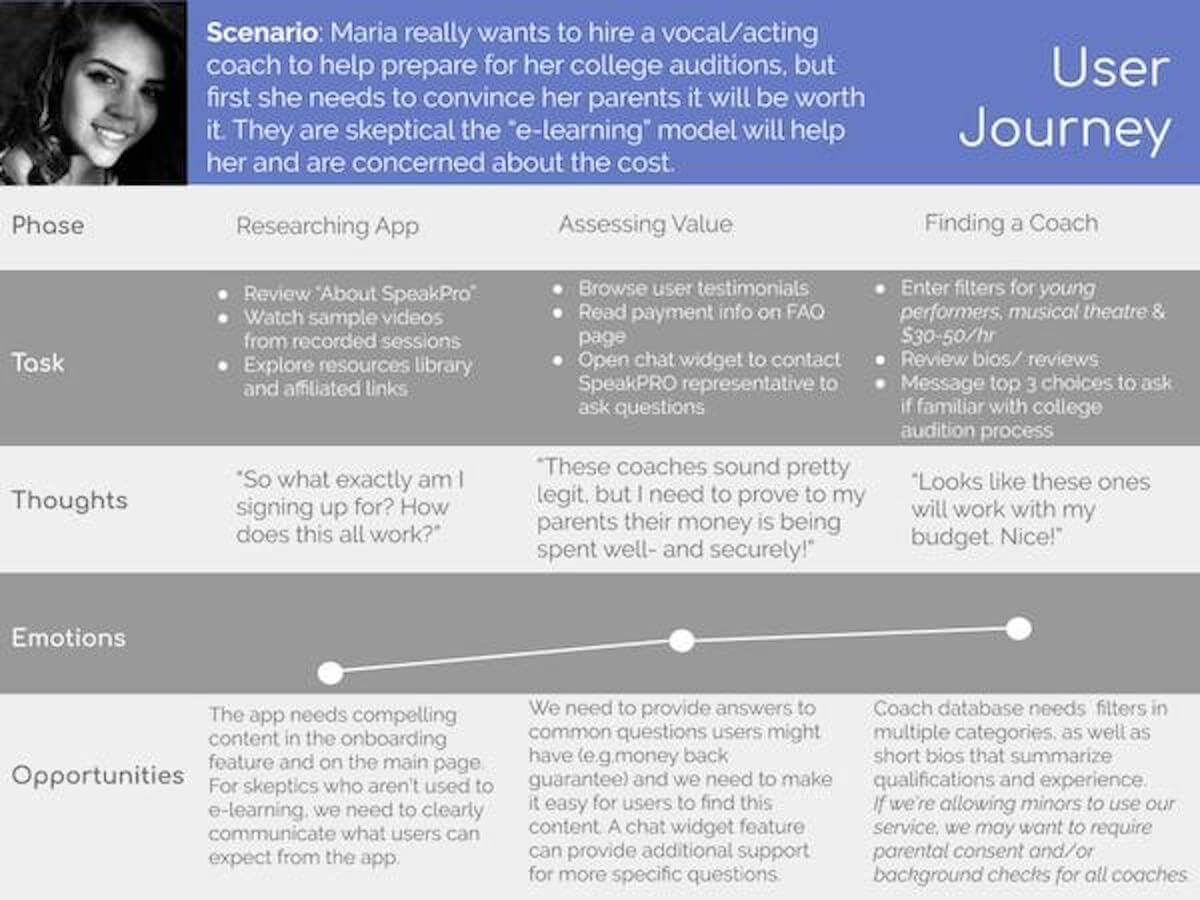 Scenario: Maria really wants to hire a vocal/acting
coach to help prepare for her college auditions, but
first she needs to convince her parents it will be worth
it. They are skeptical the “e-learning” model will help
her and are concerned about the cost.
User
Journey
Phase
Researching App
Assessing Value
Finding a Coach
Task
● Review “About SpeakPro”
● Watch sample videos
from recorded sessions
● Explore resources library
and affiliated links
● Browse user testimonials
● Read payment info on FAQ
page
● Open chat widget to contact
SpeakPRO representative to
ask questions
● Enter filters for young
performers, musical theatre &
$30-50/hr
● Review bios/ reviews
● Message top 3 choices to ask
if familiar with college
audition process
Thoughts
“So what exactly am I
signing up for? How
does this all work?”
“These coaches sound pretty
legit, but I need to prove to my
parents their money is being
spent well- and securely!”
“Looks like these ones
will work with my
budget. Nice!”
Emotions
Opportunities
The app needs compelling
content in the onboarding
feature and on the main page.
For skeptics who aren’t used to
e-learning, we need to clearly
communicate what users can
expect from the app.
We need to provide answers to
common questions users might
have (e.g.money back
guarantee) and we need to make
it easy for users to find this
content. A chat widget feature
can provide additional support
for more specific questions.
Coach database needs filters in
multiple categories, as well as
short bios that summarize
qualifications and experience.
If we’re allowing minors to use our
service, we may want to require
parental consent and/or
background checks for all coaches.